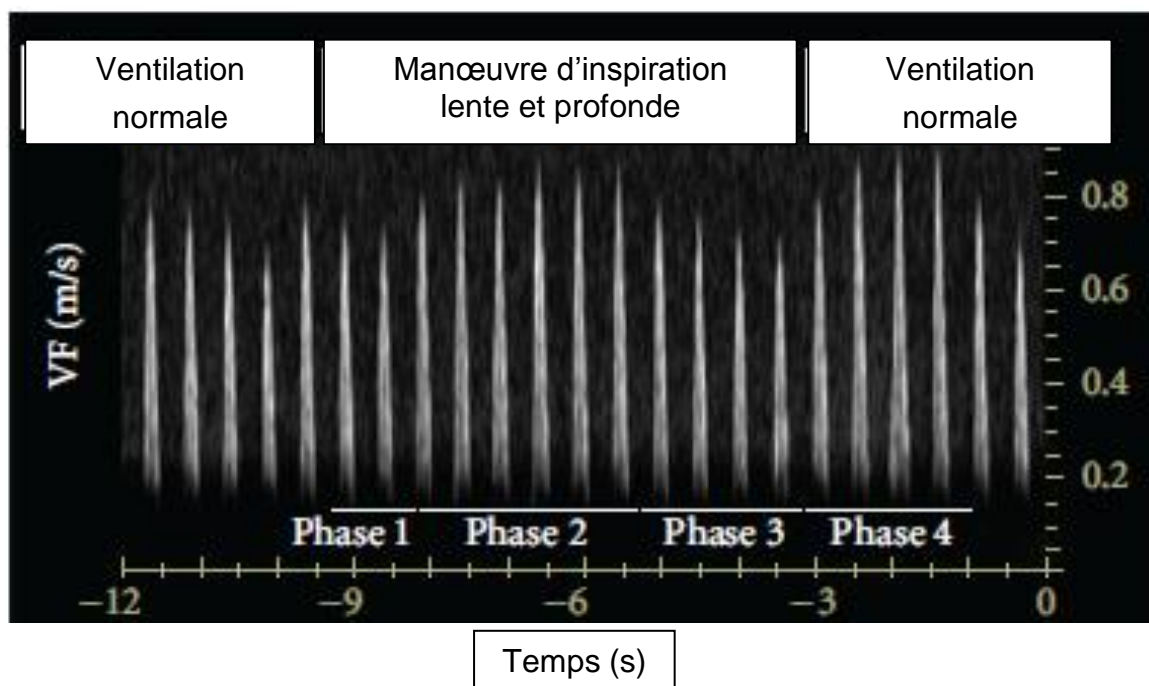 Ventilation
normale
Manœuvre d’inspiration
lente et profonde
Ventilation
normale
VF (m/s)
0.8
0.6
0.4
0.2
Phase 1
Phase 2
Phase 3
Phase 4
−12
−9
−6
−3
0
Temps (s)